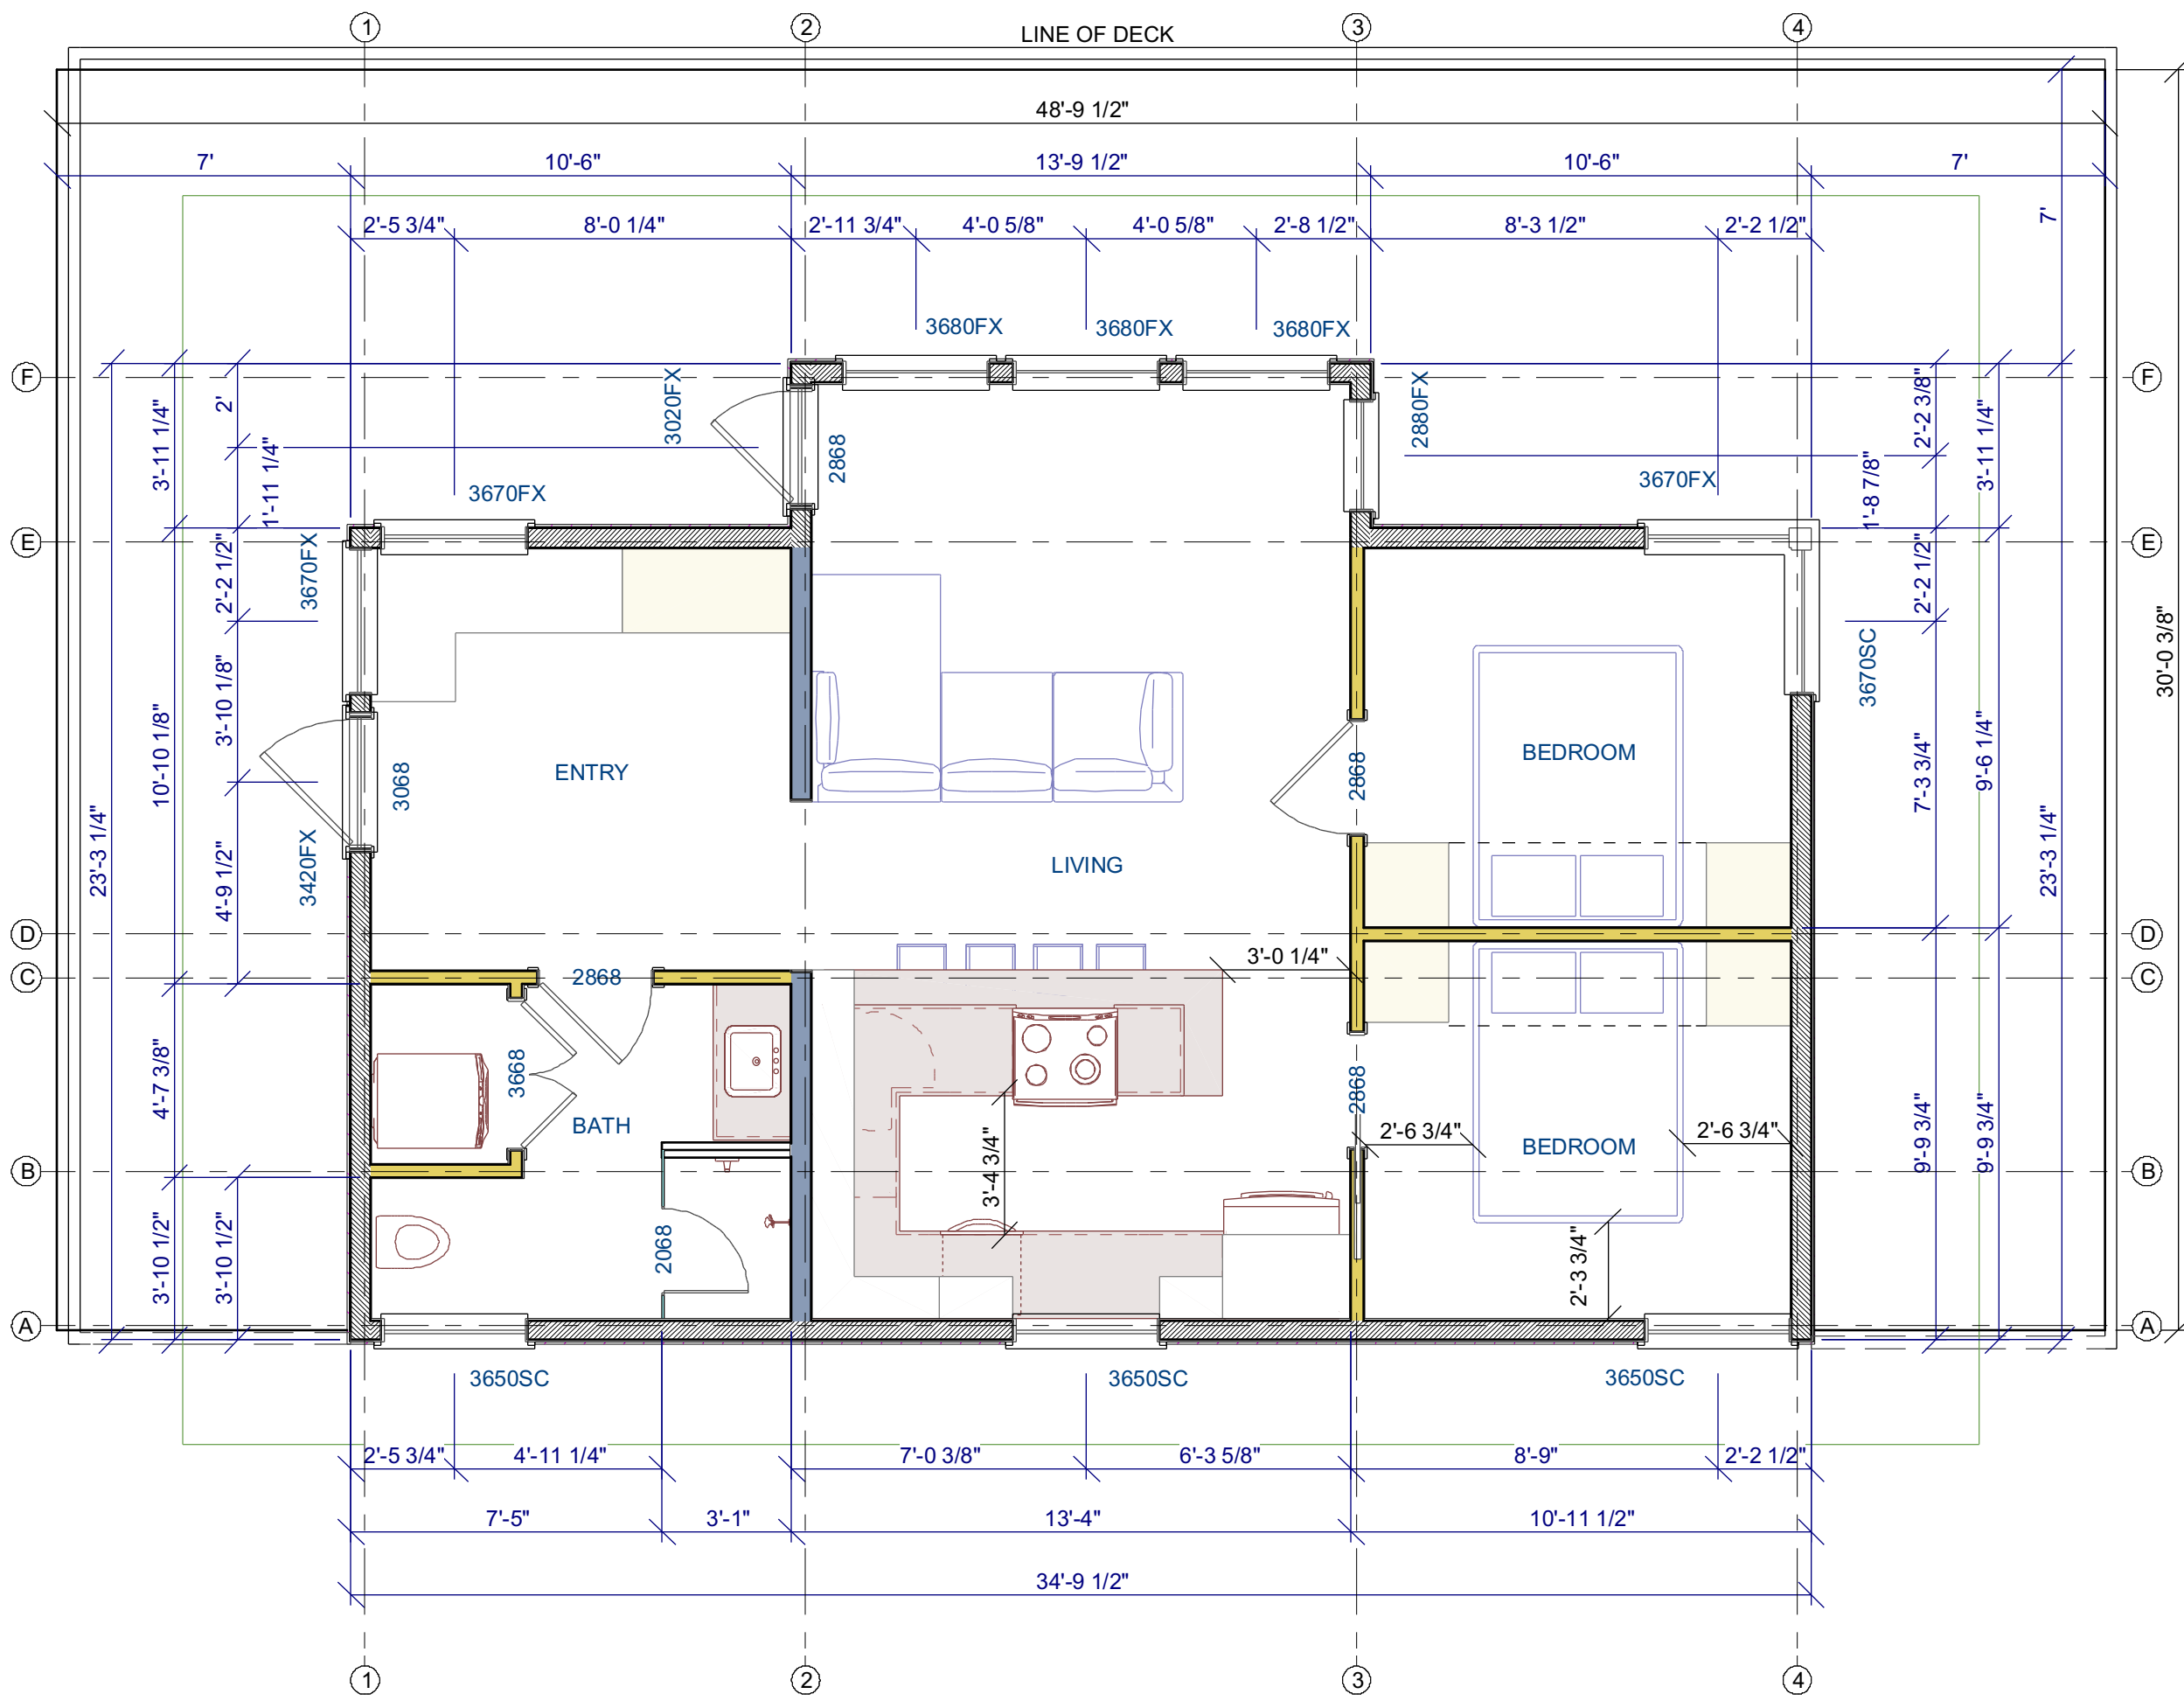 1 2 3 4
LINE OF DECK
48'-9 1/2"
7' 10'-6" 13'-9 1/2" 10'-6" 7'
2'-5 3/4" 8'-0 1/4" 2'-11 3/4" 4'-0 5/8" 4'-0 5/8" 2'-8 1/2" 8'-3 1/2" 2'-2 1/2"
7'
3680FX 3680FX 3680FX
F F
3'-11 1/4" 2' 3020FX 2868 2880FX 2'-2 3/8" 3'-11 1/4"
1'-11 1/4" 3670FX 3670FX 1'-8 7/8"
E E
2'-2 1/2" 3670FX 2'-2 1/2"
3670SC
30'-0 3/8"
10'-10 1/8" 3'-10 1/8" 3068 ENTRY 2868 BEDROOM 7'-3 3/4" 9'-6 1/4"
23'-3 1/4" 4'-9 1/2" 3420FX LIVING 23'-3 1/4"
D D
C 2868 3'-0 1/4" C
4'-7 3/8" 3668 2868
BATH 3'-4 3/4" 2'-6 3/4" BEDROOM 2'-6 3/4" 9'-9 3/4" 9'-9 3/4"
B B
3'-10 1/2" 3'-10 1/2" 2068 2'-3 3/4"
A A
3650SC 3650SC 3650SC
2'-5 3/4" 4'-11 1/4" 7'-0 3/8" 6'-3 5/8" 8'-9" 2'-2 1/2"
7'-5" 3'-1" 13'-4" 10'-11 1/2"
34'-9 1/2"
1 2 3 4